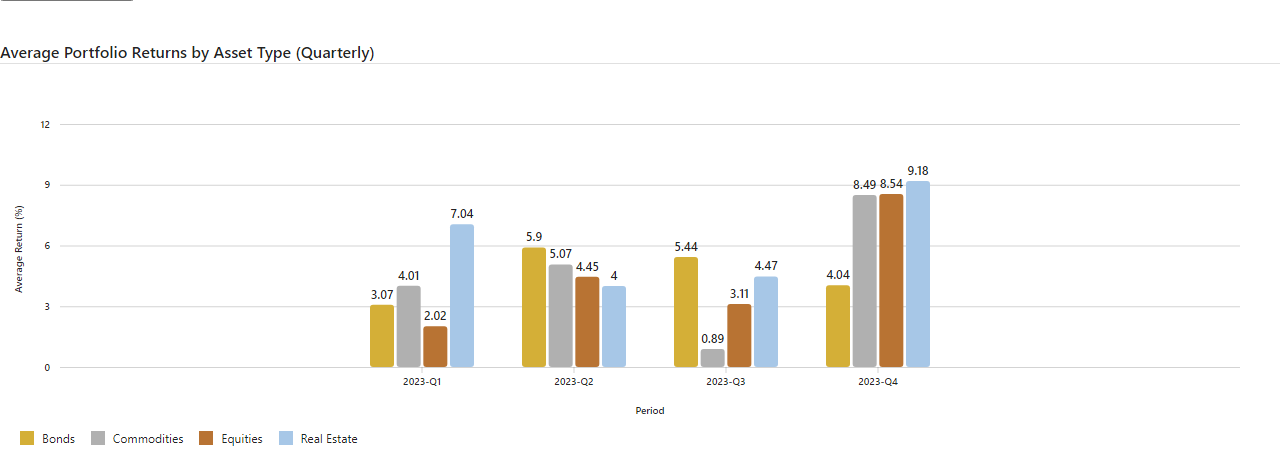 Average Portfolio Returns by Asset Type (Quarterly)
12
9
6
3
0
Average Return (%)
3.07
4.01
2.02
7.04
5.9
5.07
4.45
4
5.44
0.89
3.11
4.47
4.04
8.49
8.54
9.18
2023-Q1
2023-Q2
2023-Q3
2023-Q4
Period
Bonds
Commodities
Equities
Real Estate